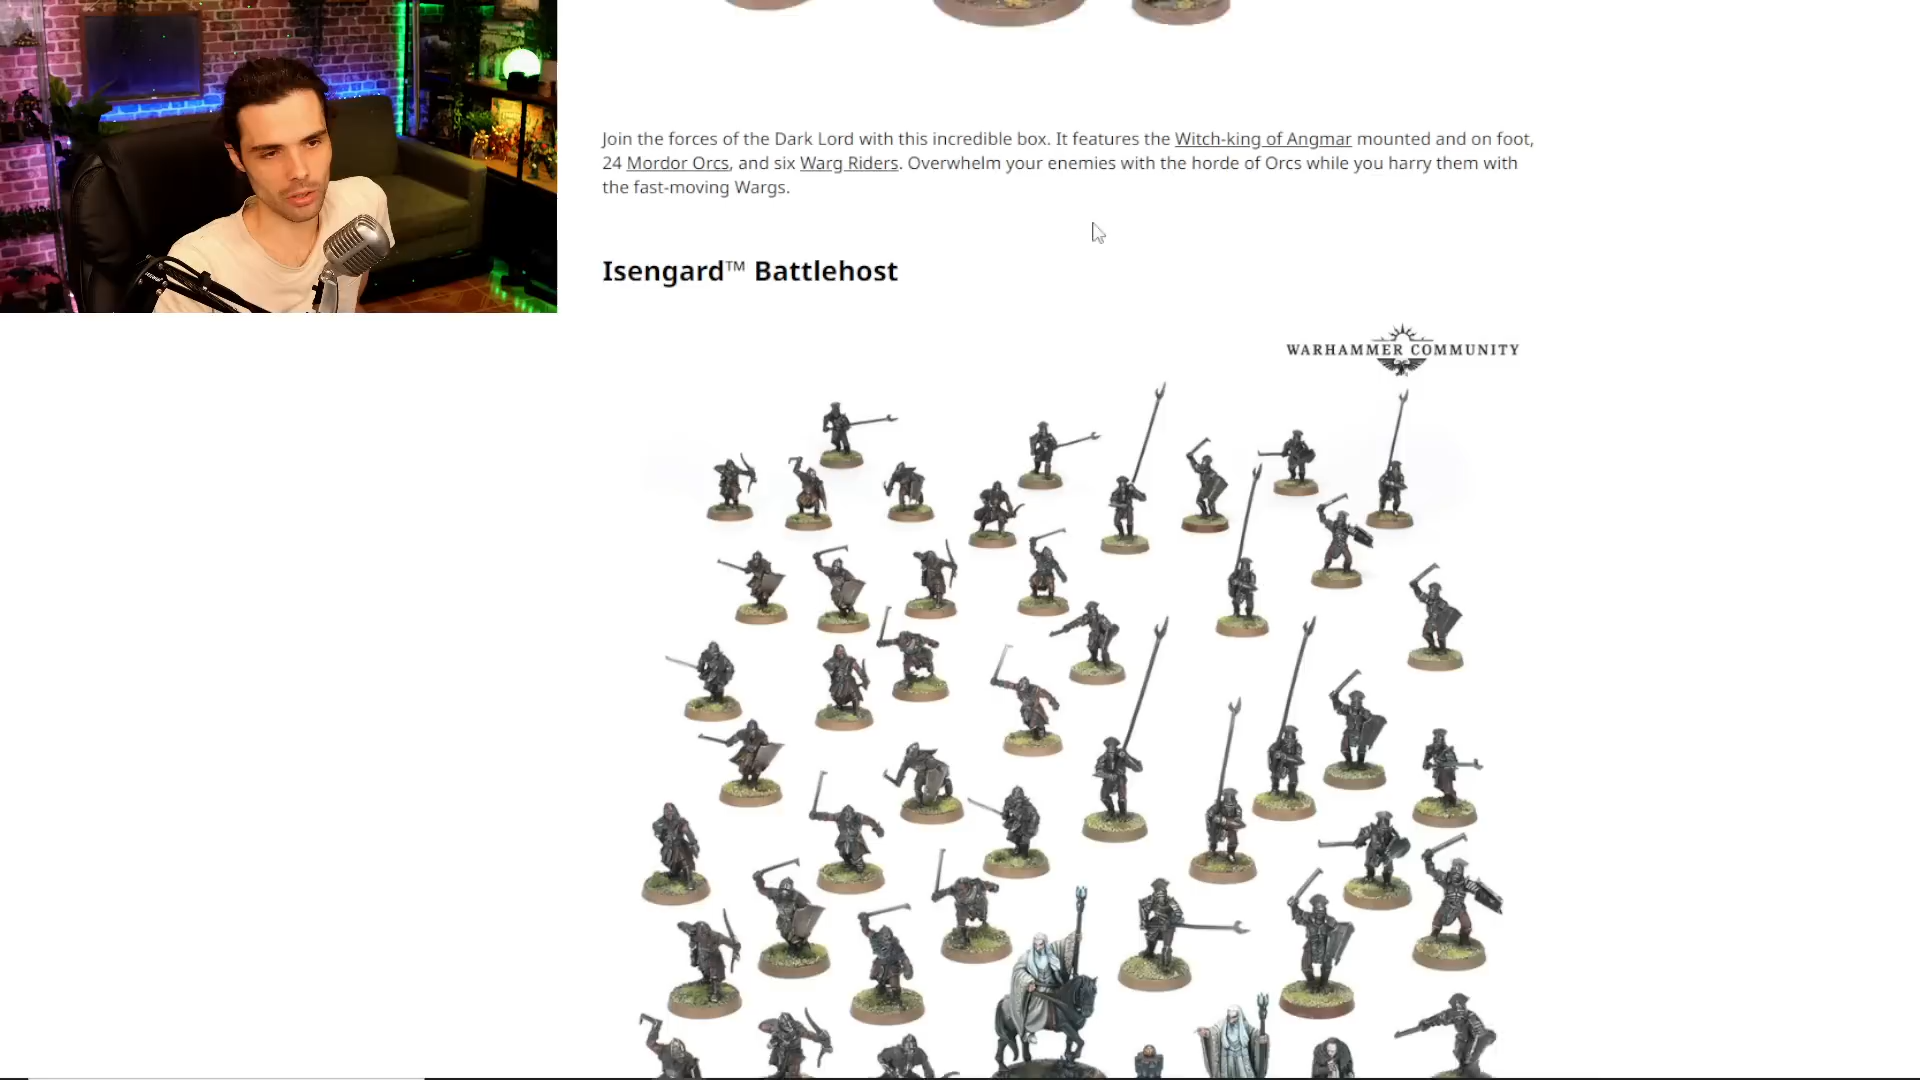 Join the forces of the Dark Lord with this incredible box. It features the Witch-king of Angmar mounted and on foot,
24 Mordor Orcs, and six Warg Riders. Overwhelm your enemies with the horde of Orcs while you harry them with
the fast-moving Wargs.
Isengard™ Battlehost
WARHAMMER COMMUNITY